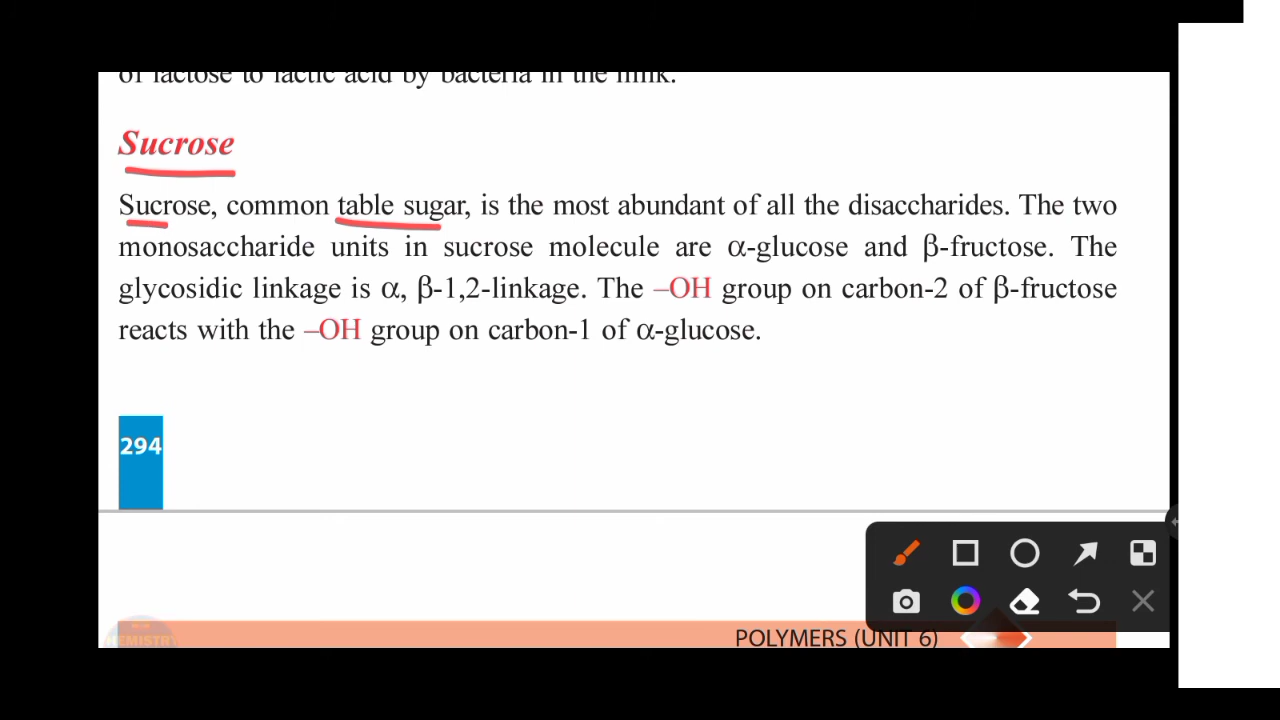 of lactose to lactic acid by bacteria in the milk.
Sucrose
Sucrose, common table sugar, is the most abundant of all the disaccharides. The two
monosaccharide units in sucrose molecule are α-glucose and β-fructose. The
glycosidic linkage is α, β-1,2-linkage. The –OH group on carbon-2 of β-fructose
reacts with the –OH group on carbon-1 of α-glucose.
294
HEMISTRY
POLYMERS (UNIT 6)